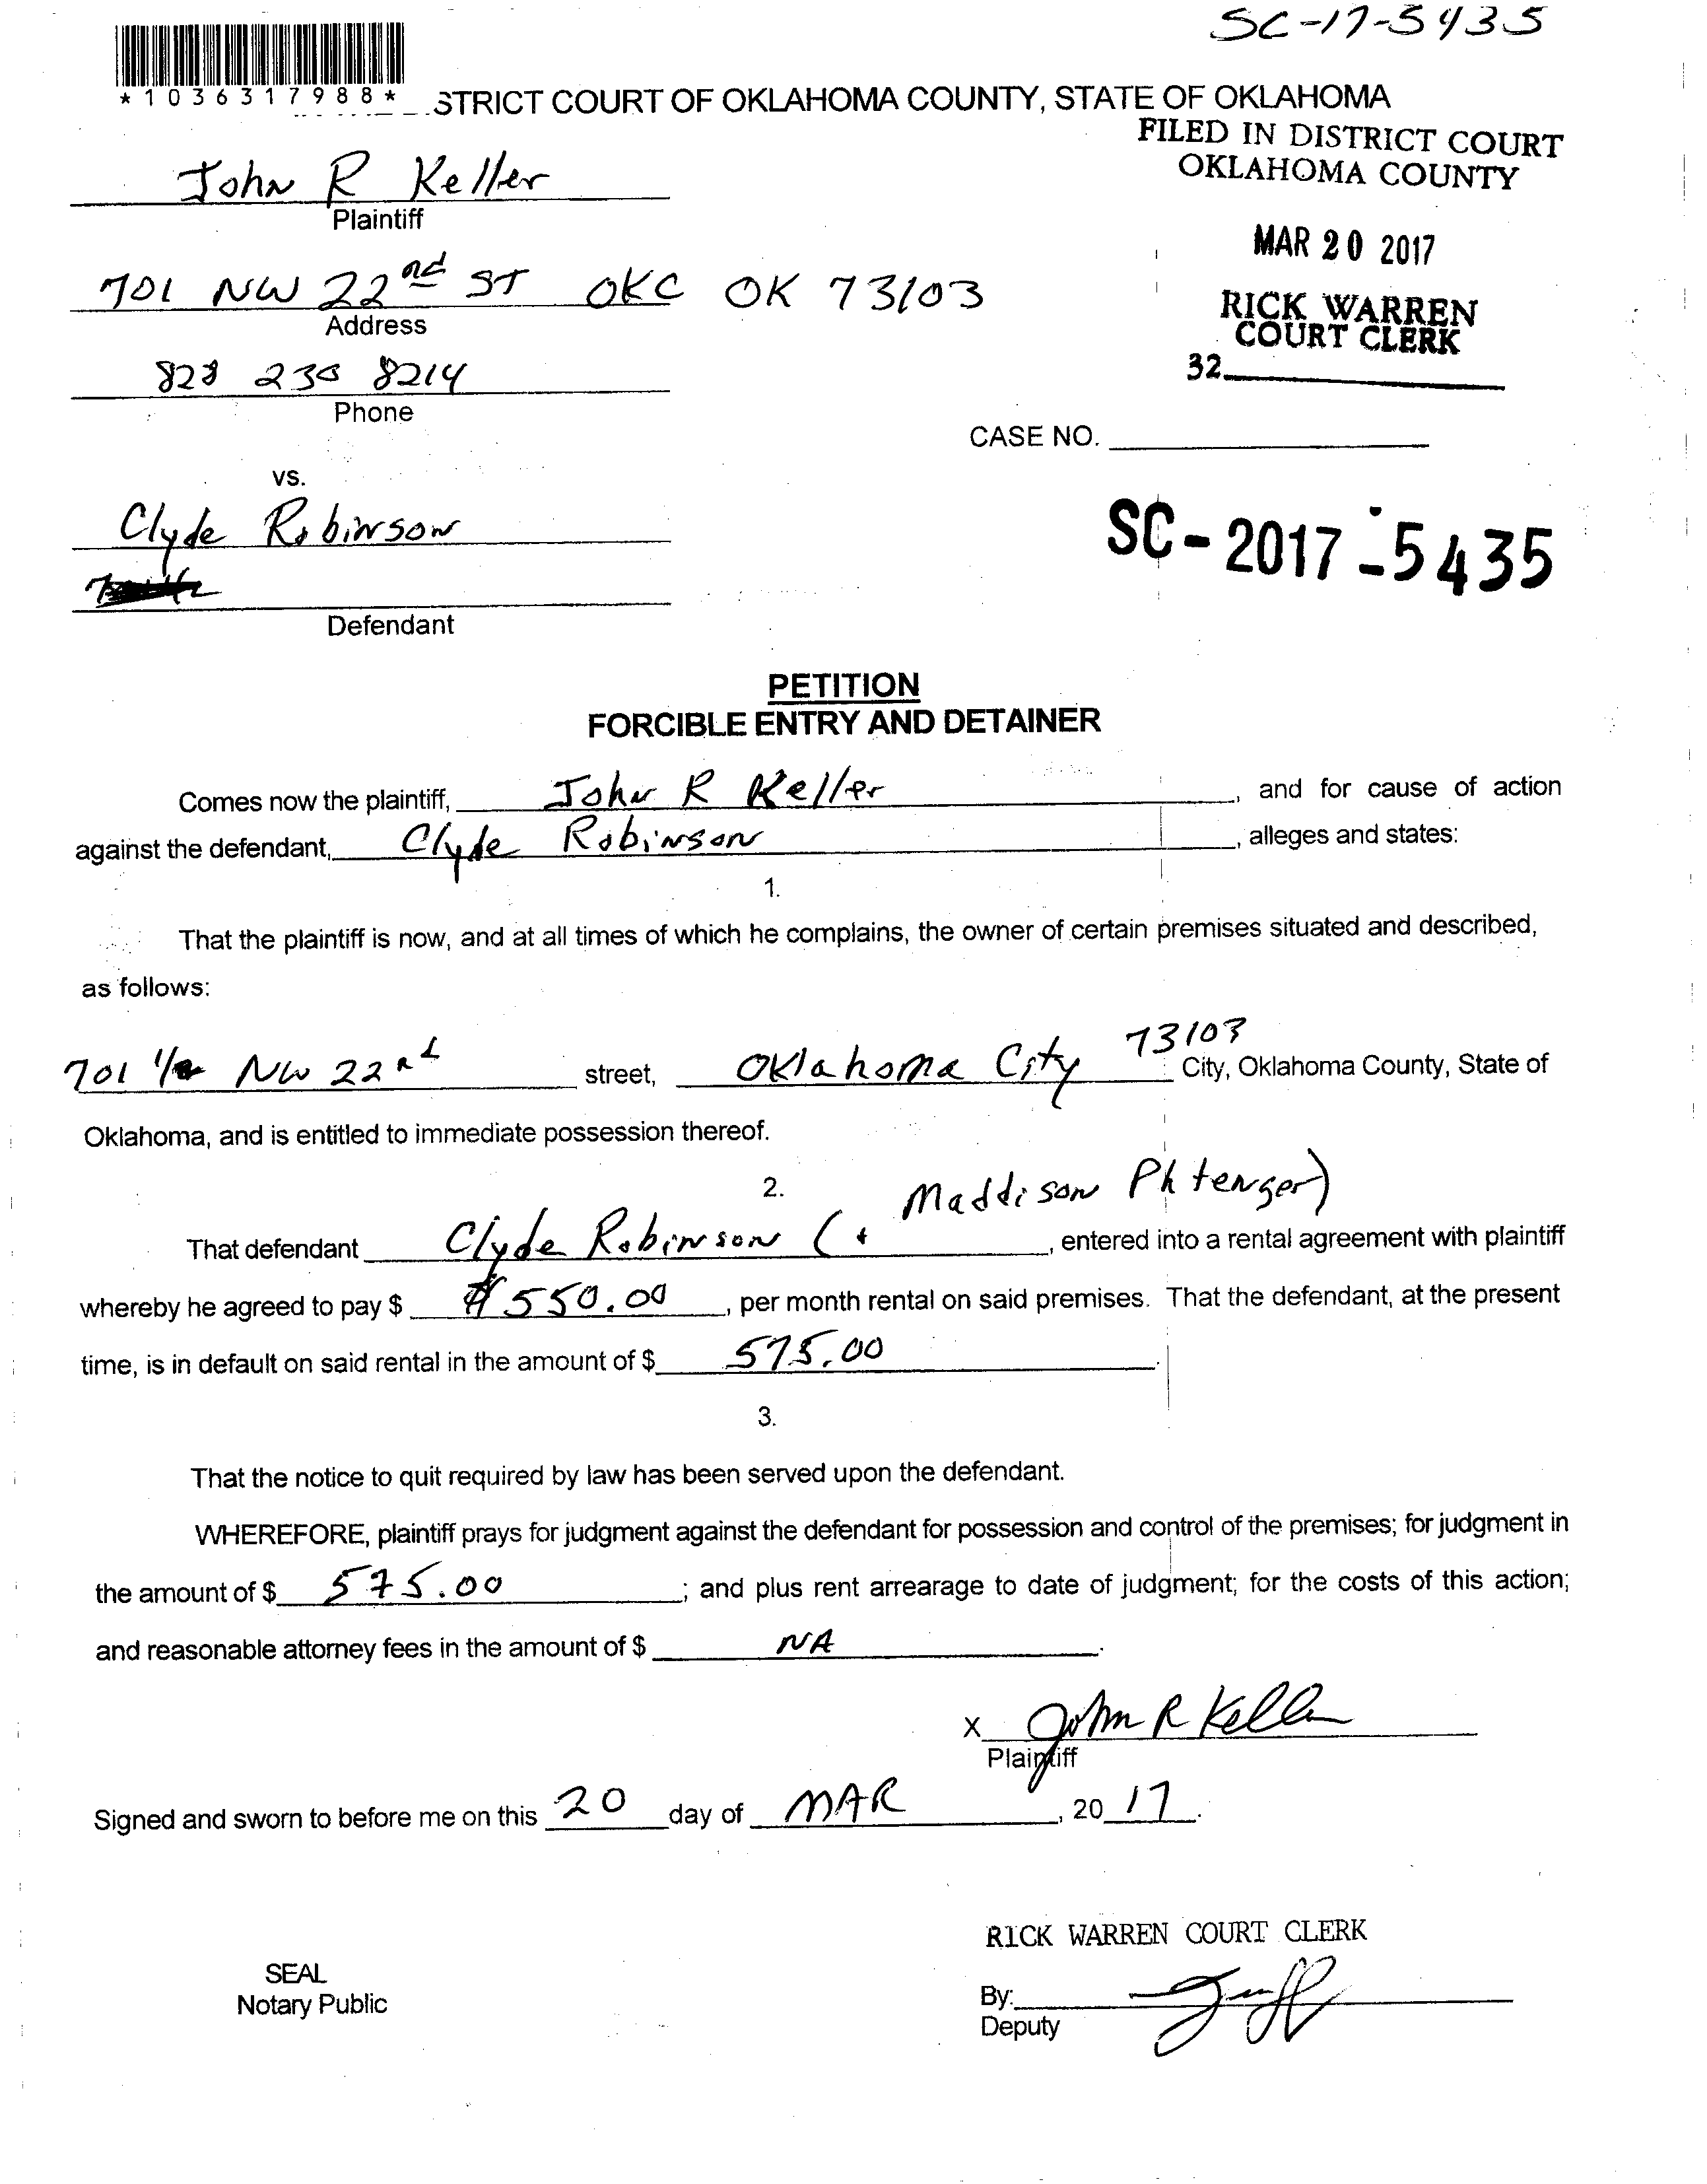 SC-17-5435
*1036317988*
STRICT COURT OF OKLAHOMA COUNTY, STATE OF OKLAHOMA
FILED IN DISTRICT COURT
OKLAHOMA COUNTY
John R Keller
Plaintiff
MAR 20 2017
701 NW 22nd ST OKC OK 73103
Address
RICK WARREN
COURT CLERK
32
8214
Phone
CASE NO.
vs.
Clyde Robinson
SC-2017-5435
Defendant
PETITION
FORCIBLE ENTRY AND DETAINER
Comes now the plaintiff, John R Keller, and for cause of action
against the defendant, Clyde Robinson, alleges and states:
1.
That the plaintiff is now, and at all times of which he complains, the owner of certain premises situated and described,
as follows:
701 1/2 NW 22nd street, Oklahoma City 73103 City, Oklahoma County, State of
Oklahoma, and is entitled to immediate possession thereof.
2.
That defendant Clyde Robinson (+ Maddison), entered into a rental agreement with plaintiff
whereby he agreed to pay $ $550.00, per month rental on said premises. That the defendant, at the present
time, is in default on said rental in the amount of $ 575.00.
3.
That the notice to quit required by law has been served upon the defendant.
WHEREFORE, plaintiff prays for judgment against the defendant for possession and control of the premises; for judgment in
the amount of $ 575.00; and plus rent arrearage to date of judgment; for the costs of this action;
and reasonable attorney fees in the amount of $ NA.
X John R Keller
Plaintiff
Signed and sworn to before me on this 20 day of MAR, 20 17.
RICK WARREN COURT CLERK
SEAL
Notary Public
By:
Deputy